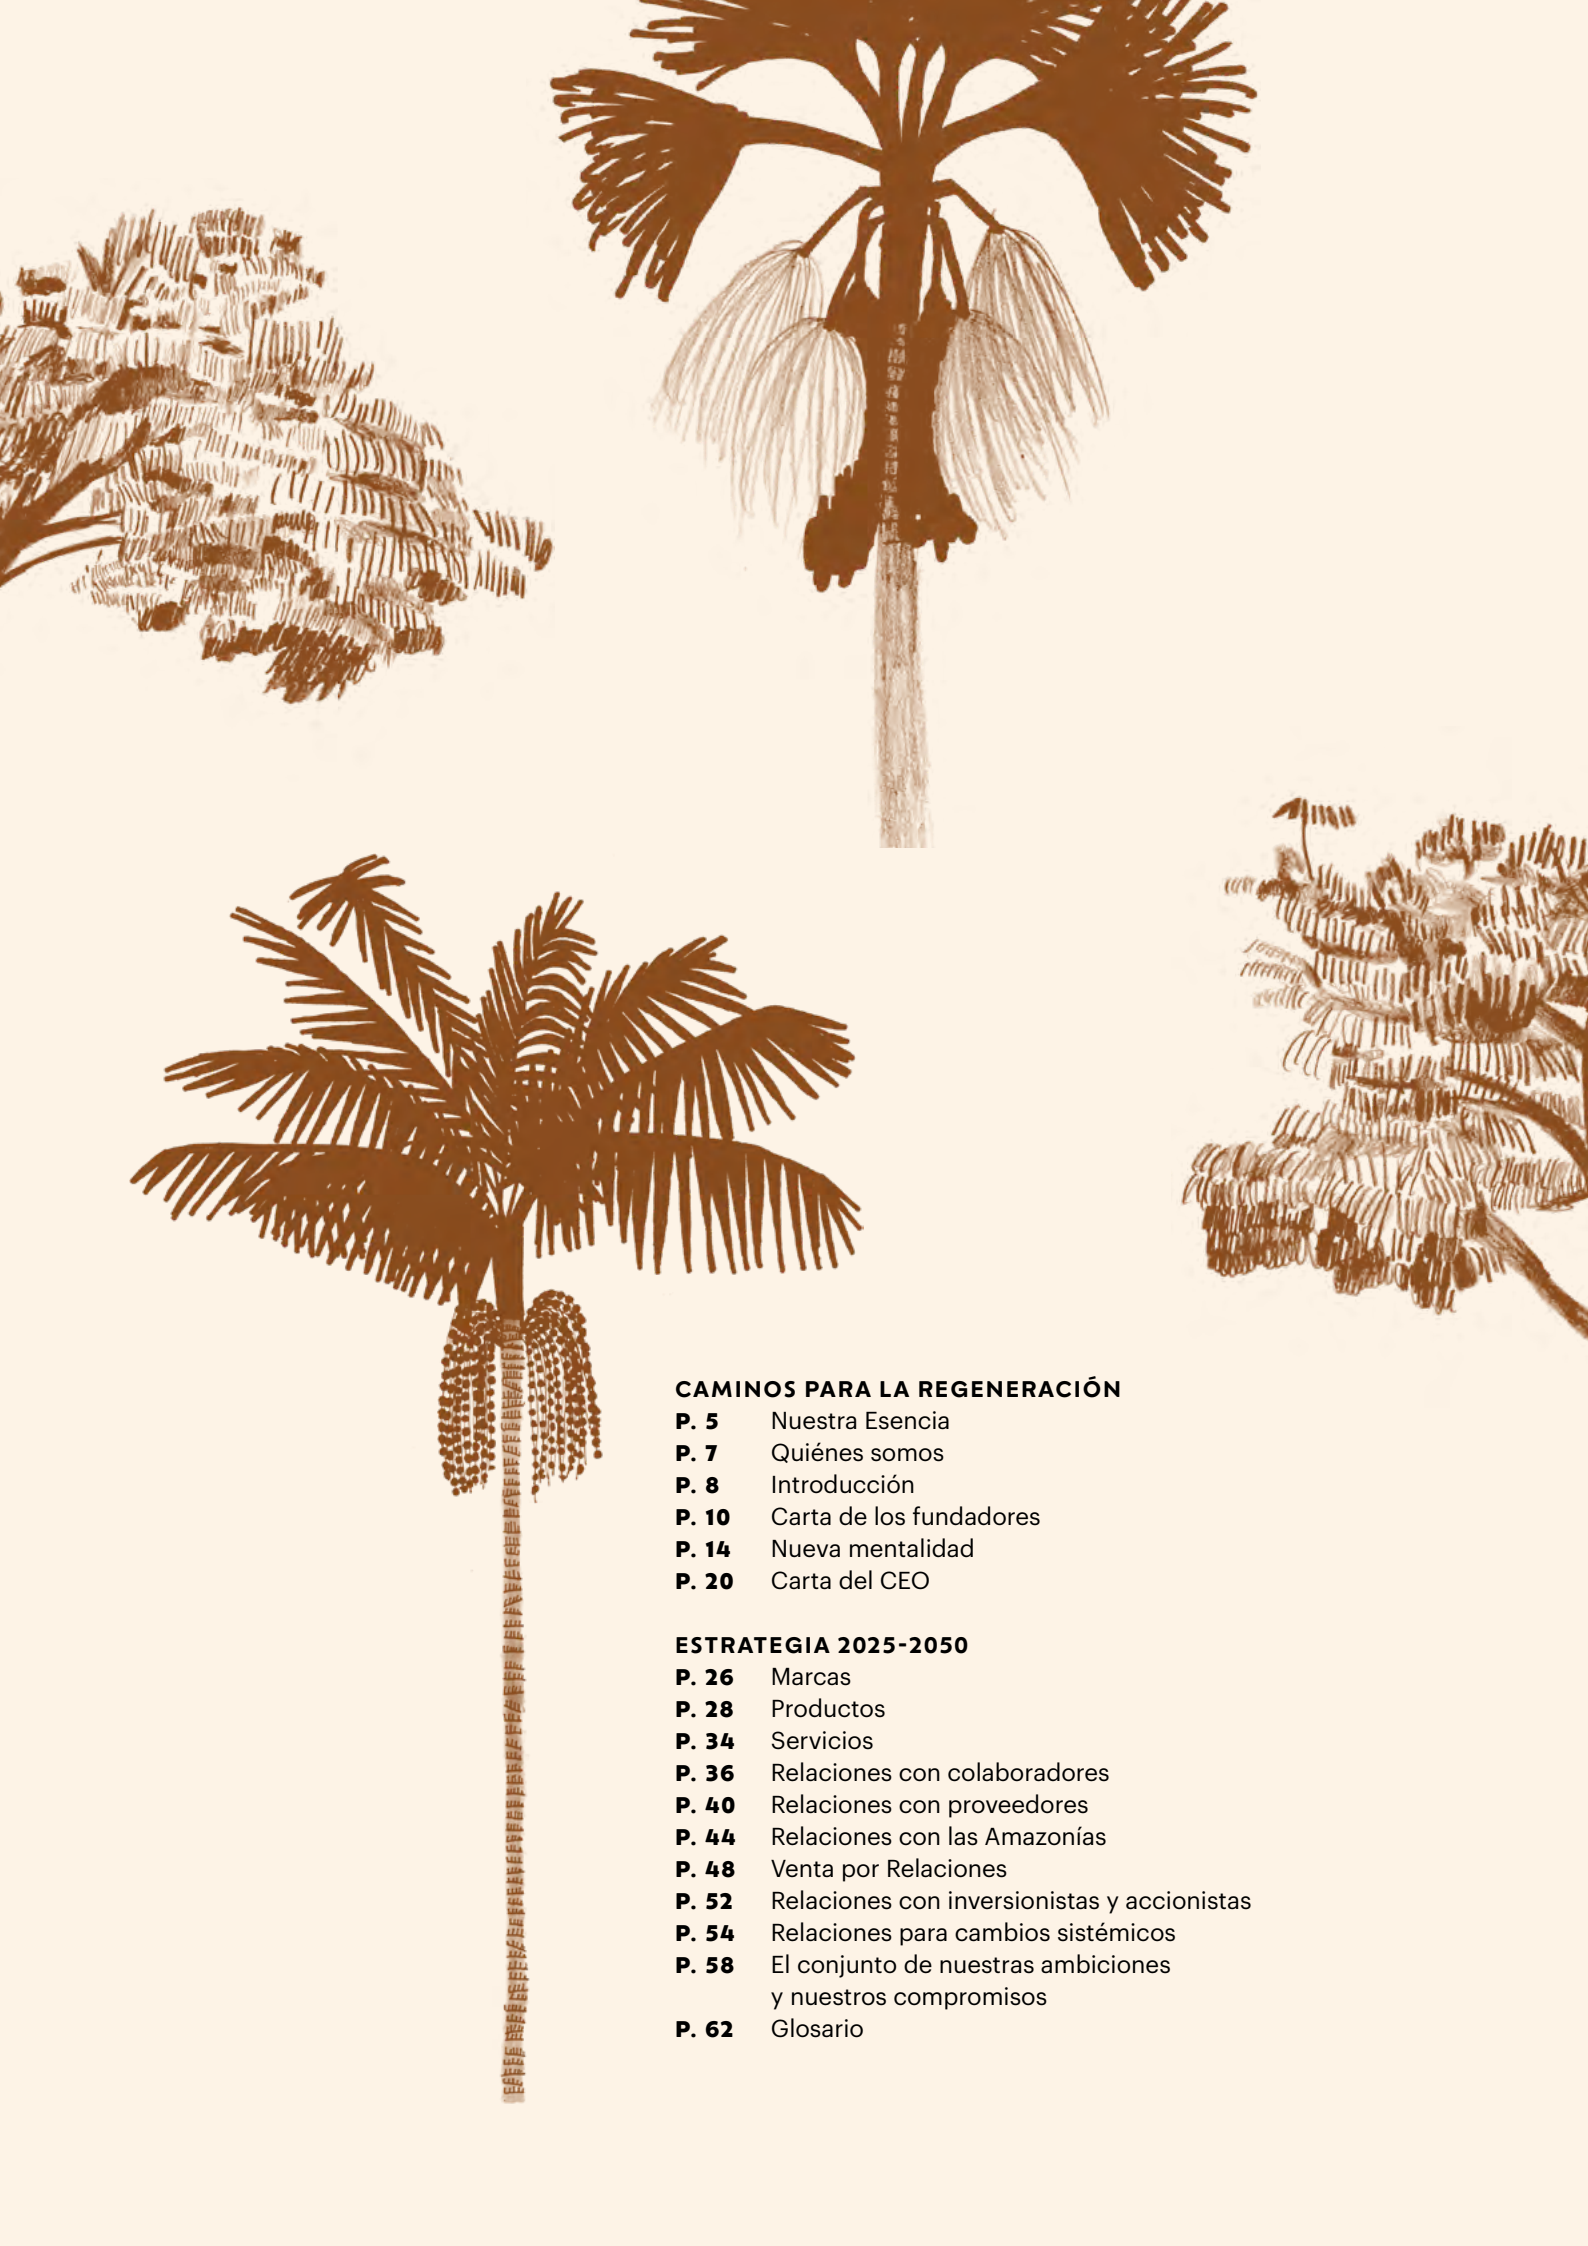 CAMINOS PARA LA REGENERACIÓN
P. 5 Nuestra Esencia
P. 7 Quiénes somos
P. 8 Introducción
P. 10 Carta de los fundadores
P. 14 Nueva mentalidad
P. 20 Carta del CEO
ESTRATEGIA 2025-2050
P. 26 Marcas
P. 28 Productos
P. 34 Servicios
P. 36 Relaciones con colaboradores
P. 40 Relaciones con proveedores
P. 44 Relaciones con las Amazonías
P. 48 Venta por Relaciones
P. 52 Relaciones con inversionistas y accionistas
P. 54 Relaciones para cambios sistémicos
P. 58 El conjunto de nuestras ambiciones
y nuestros compromisos
P. 62 Glosario